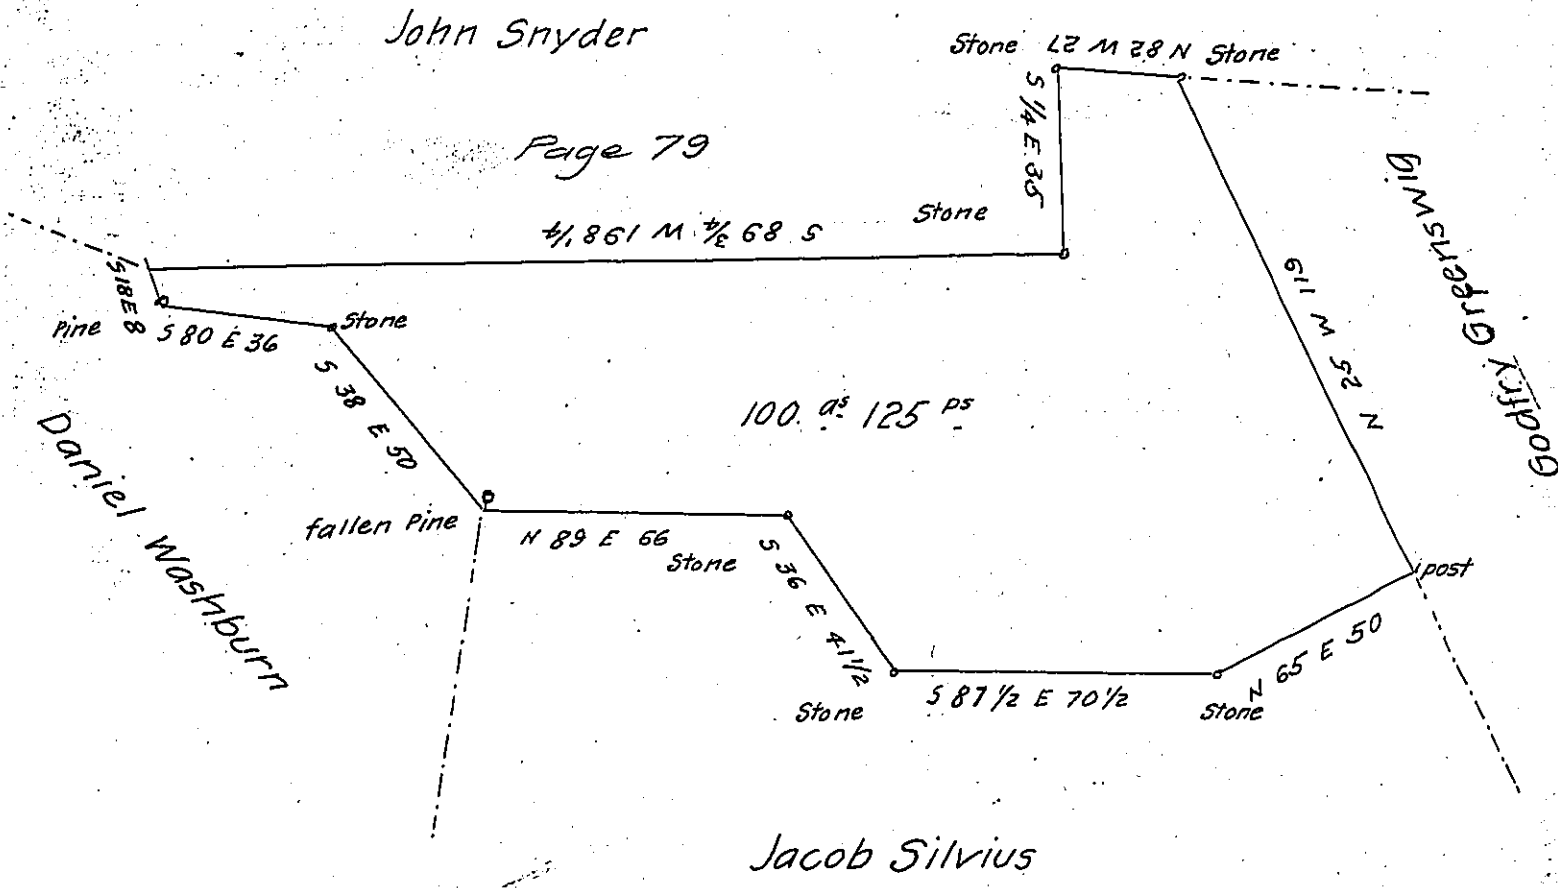 John Snyder
Stone
N 82 W 27
Stone
S 1/4 E 35
Page 79
Godfry Greenswig
Stone
S 89 3/4 W 198 1/4
N 25 W 119
S 18 E 8
Pine
S 80 E 36
Stone
S 38 E 50
100. as. 125 ps
Daniel Washburn
fallen Pine
N 89 E 66
Stone
S 36 E 41 1/2
post
N 65 E 50
S 87 1/2 E 70 1/2
Stone
Stone
Jacob Silvius